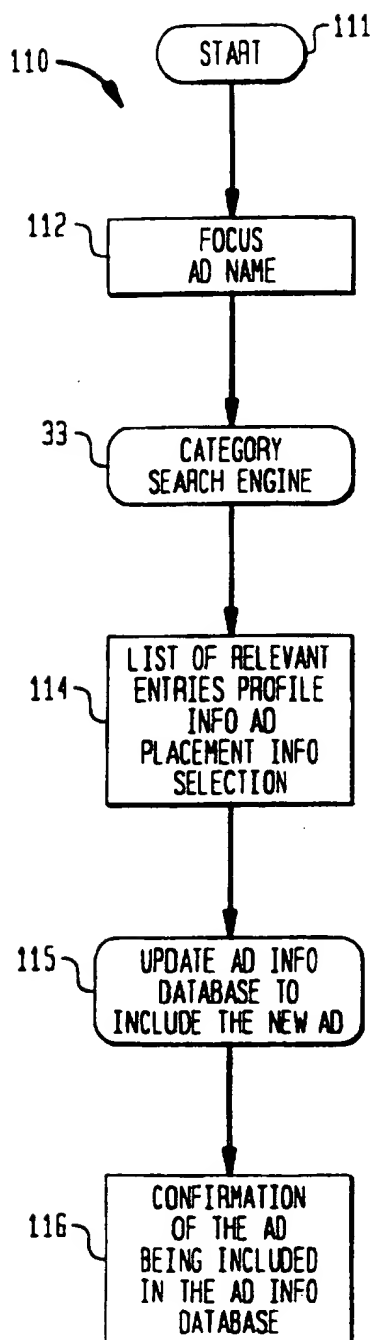 START
111
110
112
FOCUS
AD NAME
33
CATEGORY
SEARCH ENGINE
114
LIST OF RELEVANT
ENTRIES PROFILE
INFO AD
PLACEMENT INFO
SELECTION
115
UPDATE AD INFO
DATABASE TO
INCLUDE THE NEW AD
116
CONFIRMATION
OF THE AD
BEING INCLUDED
IN THE AD INFO
DATABASE